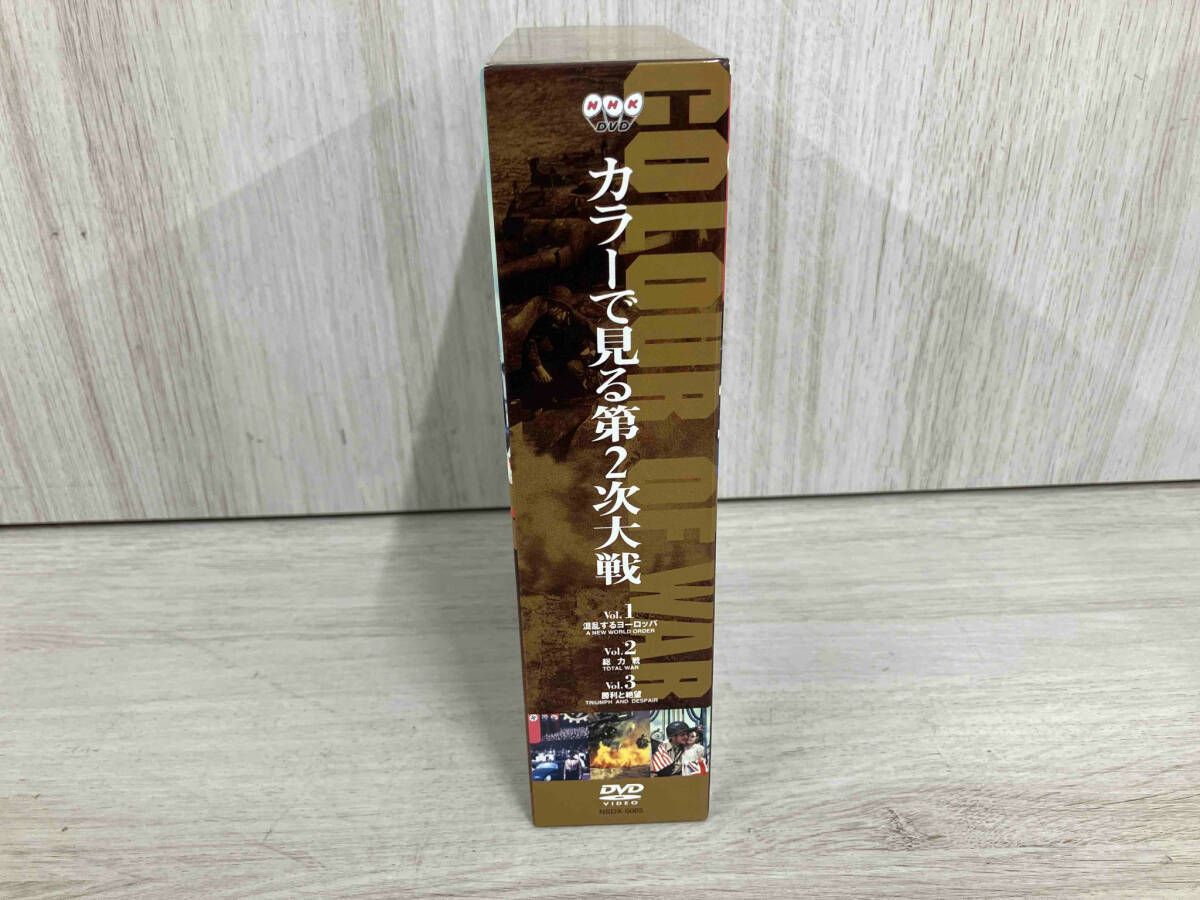 NHK
DVD
COLOUR OF WAR
カラーで見る第2次大戦
Vol.1
混乱するヨーロッパ
A NEW WORLD ORDER
Vol.2
総力戦
TOTAL WAR
Vol.3
勝利と絶望
TRIUMPH AND DESPAIR
DVD
VIDEO